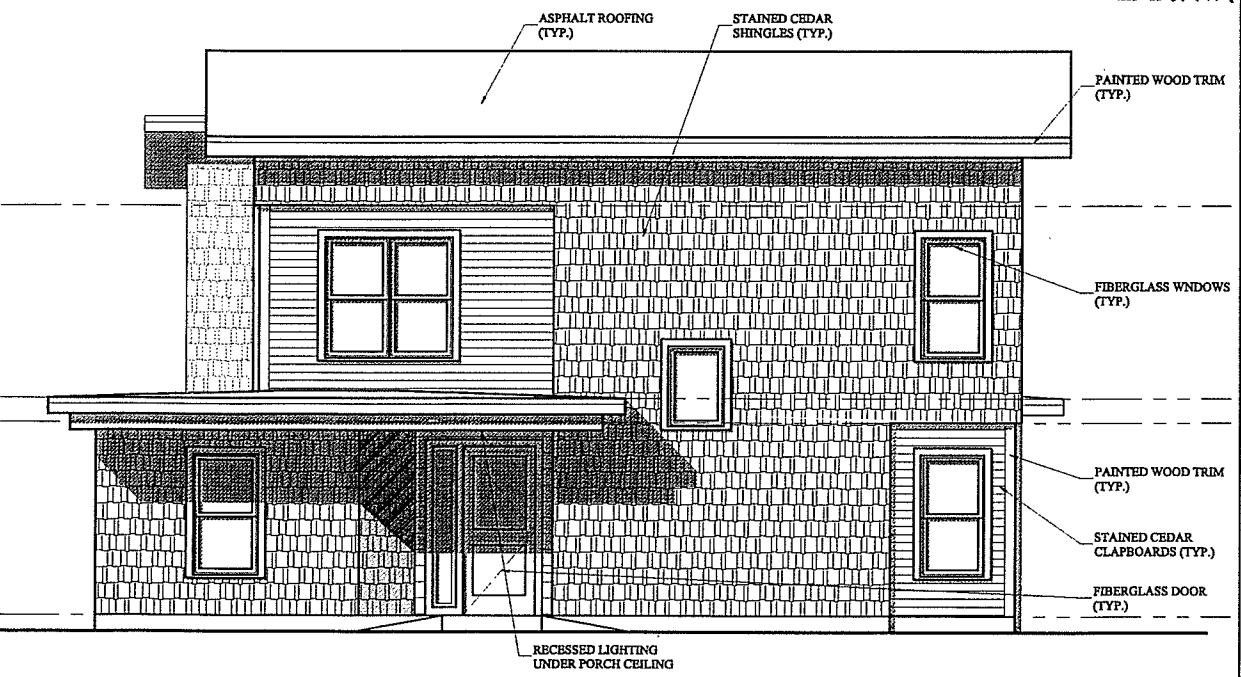 ASPHALT ROOFING
(TYP.)
STAINED CEDAR
SHINGLES (TYP.)
PAINTED WOOD TRIM
(TYP.)
FIBERGLASS WNDOWS
(TYP.)
PAINTED WOOD TRIM
(TYP.)
STAINED CEDAR
CLAPBOARDS (TYP.)
FIBERGLASS DOOR
(TYP.)
RECESSED LIGHTING
UNDER PORCH CEILING